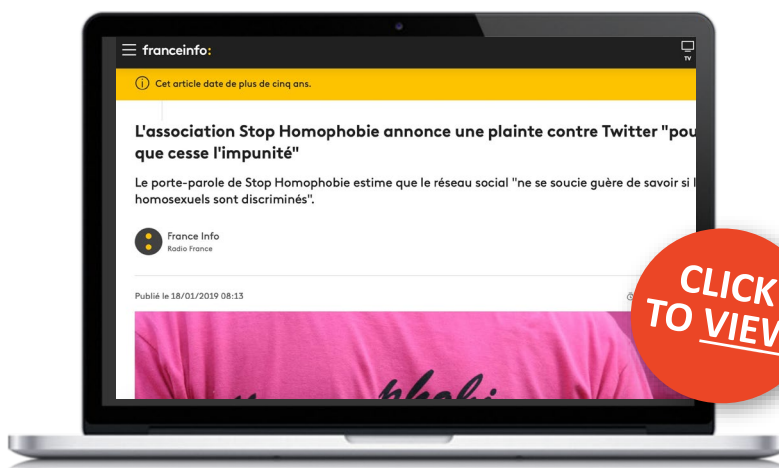 franceinfo:
TV
Cet article date de plus de cinq ans.
L'association Stop Homophobie annonce une plainte contre Twitter "pou
que cesse l'impunité"
Le porte-parole de Stop Homophobie estime que le réseau social "ne se soucie guère de savoir si l
homosexuels sont discriminés".
France Info
Radio France
Publié le 18/01/2019 08:13
CLICK
TO VIEW